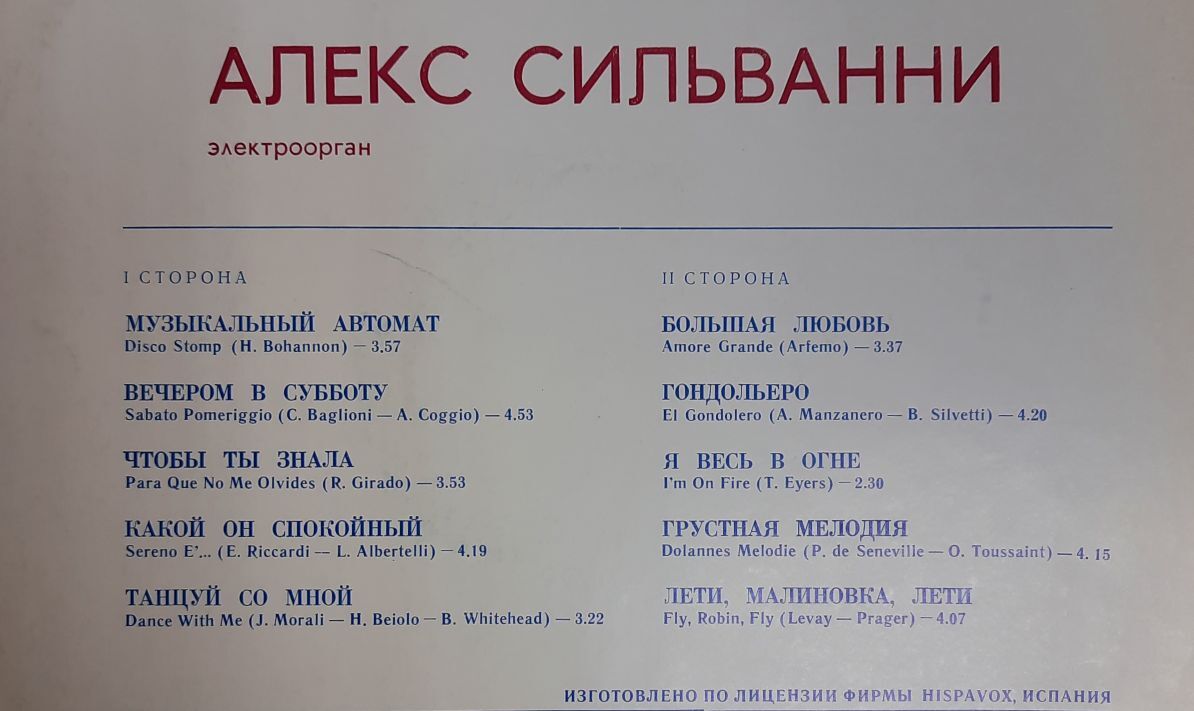 АЛЕКС СИЛЬВАННИ
электроорган
I СТОРОНА
МУЗЫКАЛЬНЫЙ АВТОМАТ
Disco Stomp (H. Bohannon) — 3.57
ВЕЧЕРОМ В СУББОТУ
Sabato Pomeriggio (C. Baglioni — A. Coggio) — 4.53
ЧТОБЫ ТЫ ЗНАЛА
Para Que No Me Olvides (R. Girado) — 3.53
КАКОЙ ОН СПОКОЙНЫЙ
Sereno E'... (E. Riccardi — L. Albertelli) — 4.19
ТАНЦУЙ СО МНОЙ
Dance With Me (J. Morali — H. Beiolo — B. Whitehead) — 3.22
II СТОРОНА
БОЛЬШАЯ ЛЮБОВЬ
Amore Grande (Arfemo) — 3.37
ГОНДОЛЬЕРО
El Gondolero (A. Manzanero — B. Silvetti) — 4.20
Я ВЕСЬ В ОГНЕ
I'm On Fire (T. Eyers) — 2.30
ГРУСТНАЯ МЕЛОДИЯ
Dolannes Melodie (P. de Seneville — O. Toussaint) — 4. 15
ЛЕТИ, МАЛИНОВКА, ЛЕТИ
Fly, Robin, Fly (Levay — Prager) — 4.07
ИЗГОТОВЛЕНО ПО ЛИЦЕНЗИИ ФИРМЫ HISPAVOX, ИСПАНИЯ